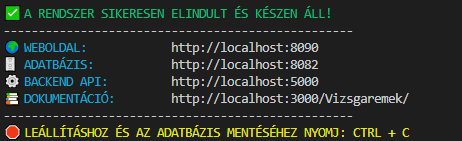 ✅ A RENDSZER SIKERESEN ELINDULT ÉS KÉSZEN ÁLL!
--------------------------------------------------
🌍 WEBOLDAL: http://localhost:8090
🗄️ ADATBÁZIS: http://localhost:8082
⚙️ BACKEND API: http://localhost:5000
📚 DOKUMENTÁCIÓ: http://localhost:3000/Vizsgaremek/
--------------------------------------------------
🛑 LEÁLLÍTÁSHOZ ÉS AZ ADATBÁZIS MENTÉSÉHEZ NYOMJ: CTRL + C